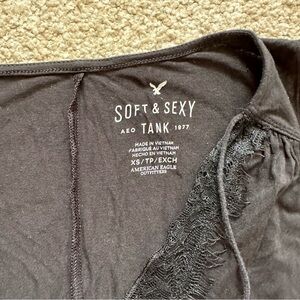 SOFT & SEXY
AEO TANK 1977
MADE IN VIETNAM
FABRIQUÉ AU VIETNAM
HECHO EN VIETNAM
XS/TP/EXCH
AMERICAN EAGLE
OUTFITTERS